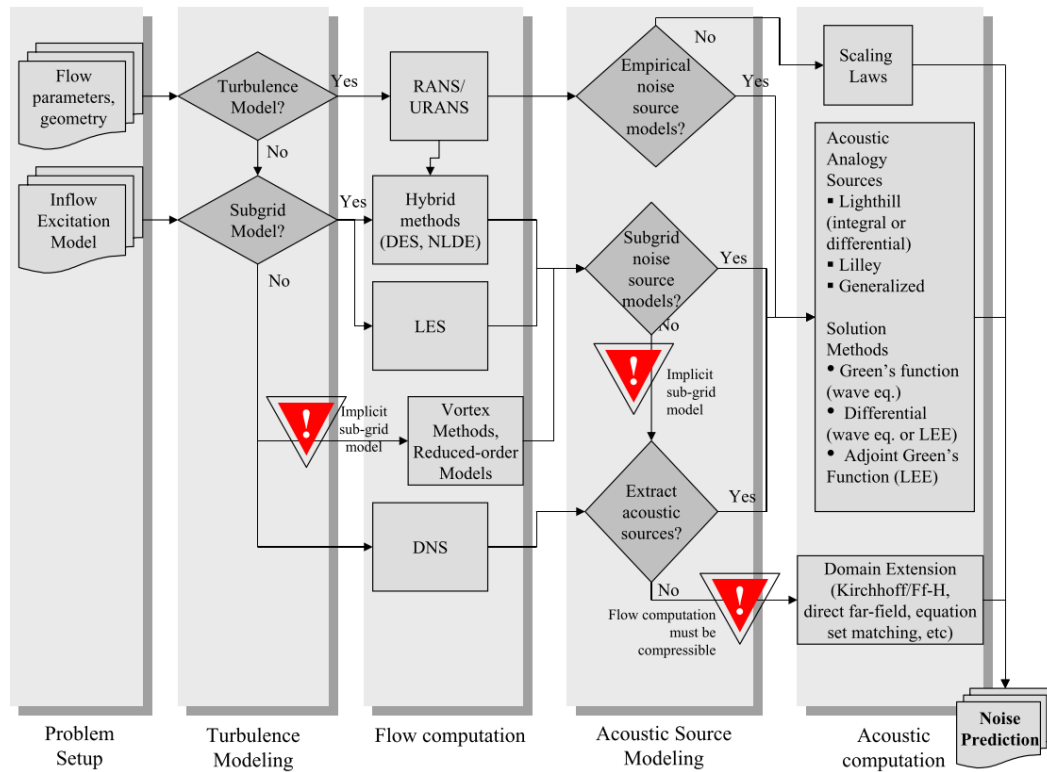 Flow
parameters,
geometry
Inflow
Excitation
Model
Problem
Setup
Turbulence
Model?
Yes
No
Subgrid
Model?
Yes
No
Implicit
sub-grid
model
Turbulence
Modeling
RANS/
URANS
Hybrid
methods
(DES, NLDE)
LES
Vortex
Methods,
Reduced-order
Models
DNS
Flow computation
No
Empirical
noise
source
models?
Yes
Subgrid
noise
source
models?
Yes
No
!
!
Implicit
sub-grid
model
Extract
acoustic
sources?
Yes
No
!
Flow computation
must be
compressible
Acoustic Source
Modeling
Scaling
Laws
Acoustic
Analogy
Sources
▪ Lighthill
(integral or
differential)
▪ Lilley
▪ Generalized
Solution
Methods
• Green's function
(wave eq.)
• Differential
(wave eq. or LEE)
• Adjoint Green's
Function (LEE)
Domain Extension
(Kirchhoff/Ff-H,
direct far-field, equation
set matching, etc)
Acoustic
computation
Noise
Prediction